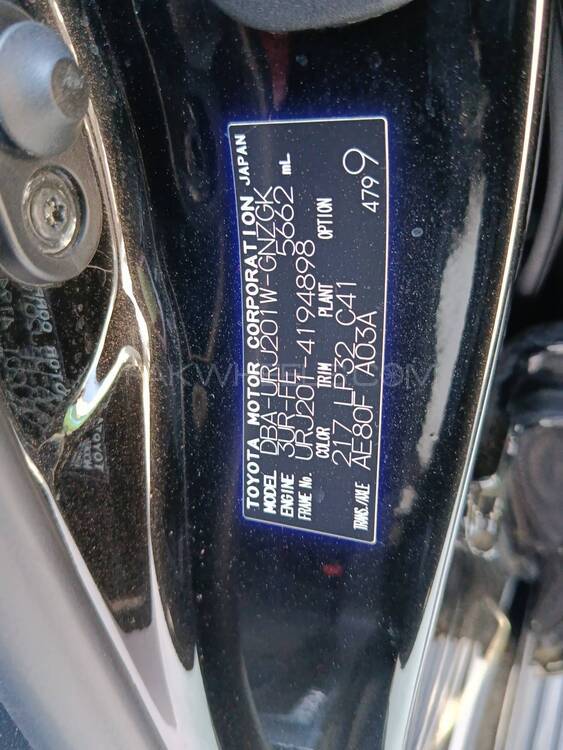 TOYOTA MOTOR CORPORATION JAPAN
MODEL DBA-URJ201W-GNZGK
ENGINE 3UR-FE 5662 mL
FRAME No. URJ201-4194898
COLOR TRIM PLANT OPTION
217 LP32 C41
TRANS./AXLE AE80F A03A 4799